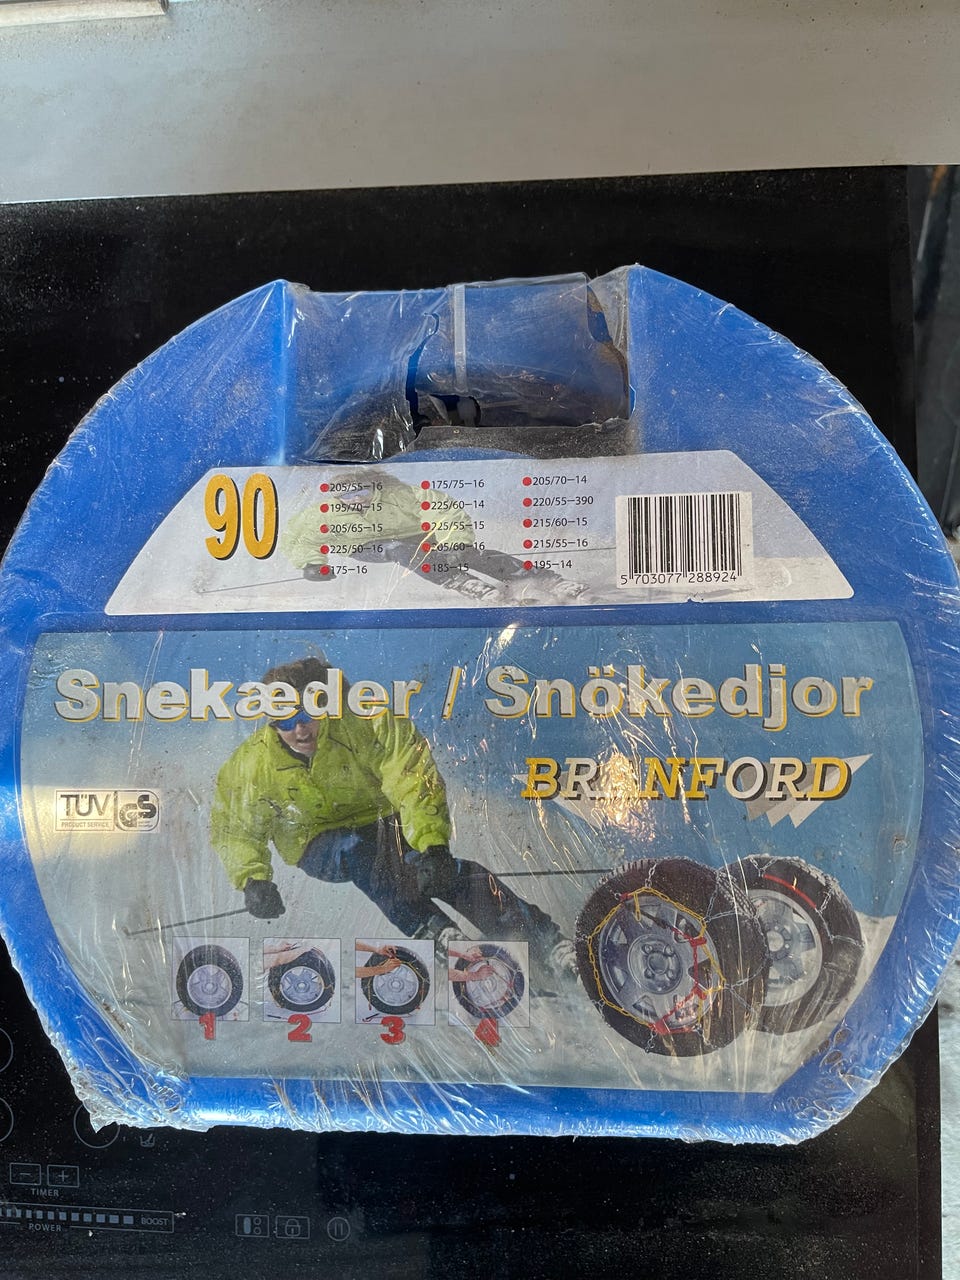 90
205/55–16
195/70–15
205/65–15
225/50–16
175–16
175/75–16
225/60–14
225/55–15
205/60–16
185–15
205/70–14
220/55–390
215/60–15
215/55–16
195–14
5 703077 288924
Snekæder / Snökedjor
BRANFORD
TÜV
PRODUCT SERVICE
GS
1 2 3 4
− +
TIMER
BOOST
POWER